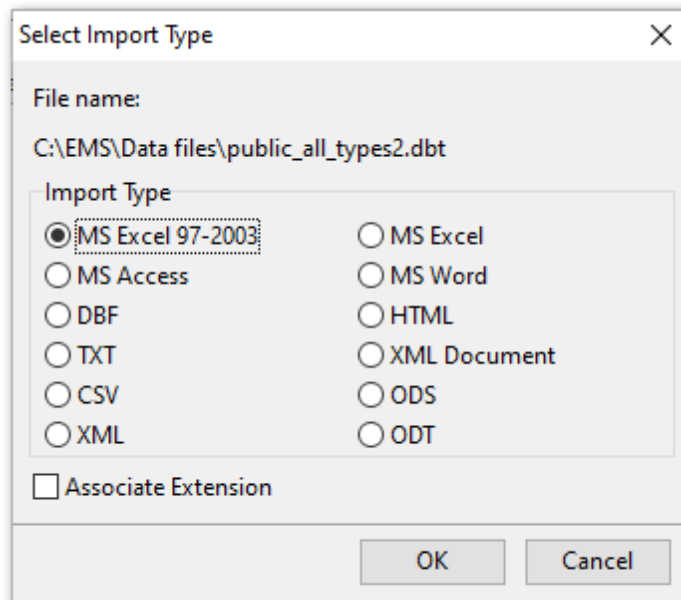 Select Import Type
File name:
C:\EMS\Data files\public_all_types2.dbt
Import Type
MS Excel 97-2003
MS Excel
MS Access
MS Word
DBF
HTML
TXT
XML Document
CSV
ODS
XML
ODT
Associate Extension
OK
Cancel